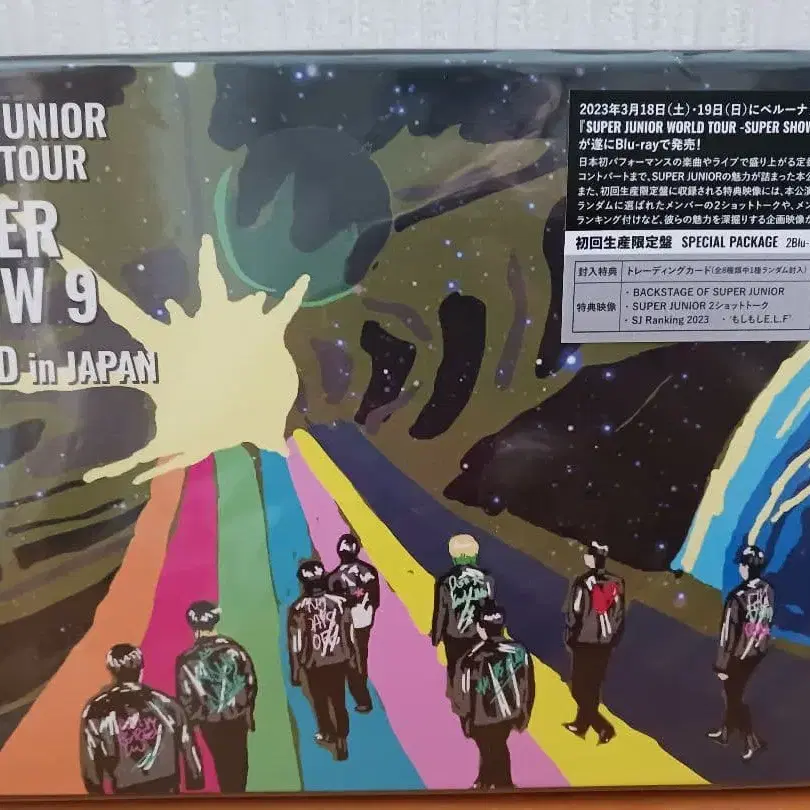 UNIOR
TOUR
ER
W 9
D in JAPAN
2023年3月18日(土)・19日(日)にベルーナ
『SUPER JUNIOR WORLD TOUR -SUPER SHOW
が遂にBlu-rayで発売!
日本初パフォーマンスの楽曲やライブで盛り上がる定番
コントパートまで、SUPER JUNIORの魅力が詰まった本公
また、初回生産限定盤に収録される特典映像には、本公演
ランダムに選ばれたメンバーの2ショットトークや、メン
ランキング付けなど、彼らの魅力を深掘りする企画映像が
初回生産限定盤 SPECIAL PACKAGE 2Blu-
封入特典 トレーディングカード(全8種類中1種ランダム封入)
特典映像
・BACKSTAGE OF SUPER JUNIOR
・SUPER JUNIOR 2ショットトーク
・SJ Ranking 2023 ・'もしもしE.L.F'